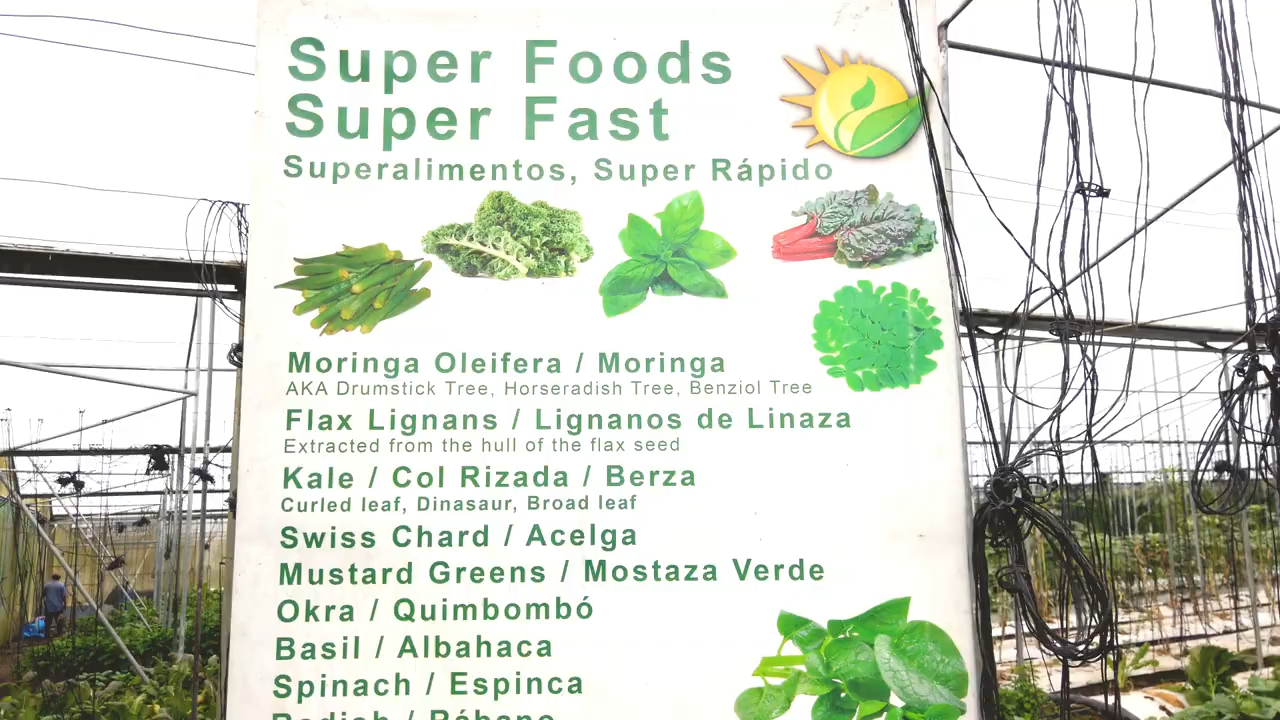 Super Foods
Super Fast
Superalimentos, Super Rápido
Moringa Oleifera / Moringa
AKA Drumstick Tree, Horseradish Tree, Benziol Tree
Flax Lignans / Lignanos de Linaza
Extracted from the hull of the flax seed
Kale / Col Rizada / Berza
Curled leaf, Dinasaur, Broad leaf
Swiss Chard / Acelga
Mustard Greens / Mostaza Verde
Okra / Quimbombó
Basil / Albahaca
Spinach / Espinca
Radish / Rábano